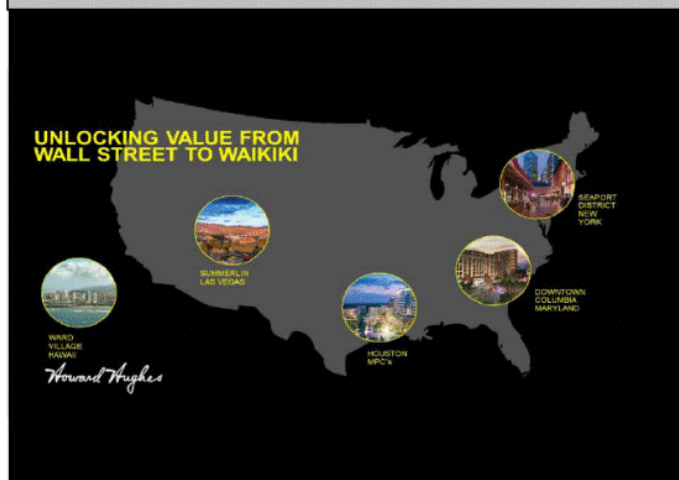 UNLOCKING VALUE FROM
WALL STREET TO WAIKIKI
SEAPORT
DISTRICT
NEW
YORK
SUMMERLIN
LAS VEGAS
DOWNTOWN
COLUMBIA
MARYLAND
WARD
VILLAGE
HAWAII
HOUSTON
MPC's
Howard Hughes